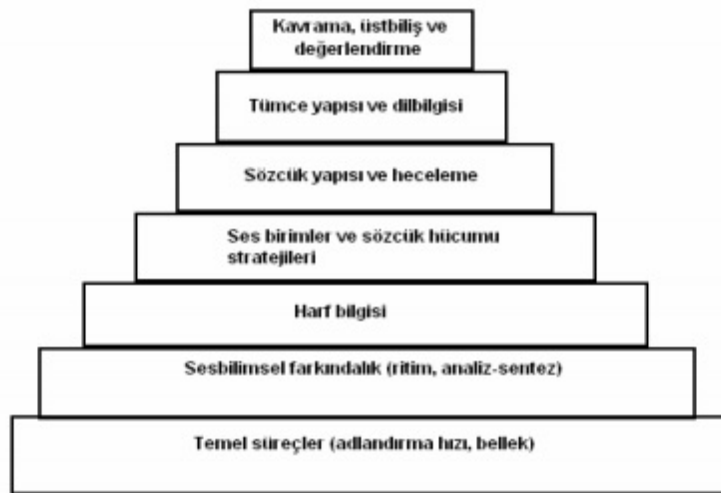 Kavrama, üstbiliş ve
değerlendirme
Tümce yapısı ve dilbilgisi
Sözcük yapısı ve heceleme
Ses birimler ve sözcük hücumu
stratejileri
Harf bilgisi
Sesbilimsel farkındalık (ritim, analiz-sentez)
Temel süreçler (adlandırma hızı, bellek)